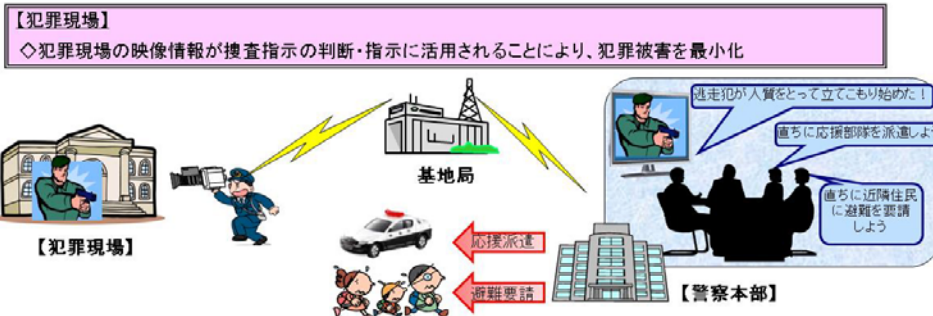 【犯罪現場】
◇犯罪現場の映像情報が捜査指示の判断・指示に活用されることにより、犯罪被害を最小化
逃走犯が人質をとって立てこもり始めた！
直ちに応援部隊を派遣しよう
直ちに近隣住民
に避難を要請
しよう
基地局
【犯罪現場】
応援派遣
避難要請
【警察本部】